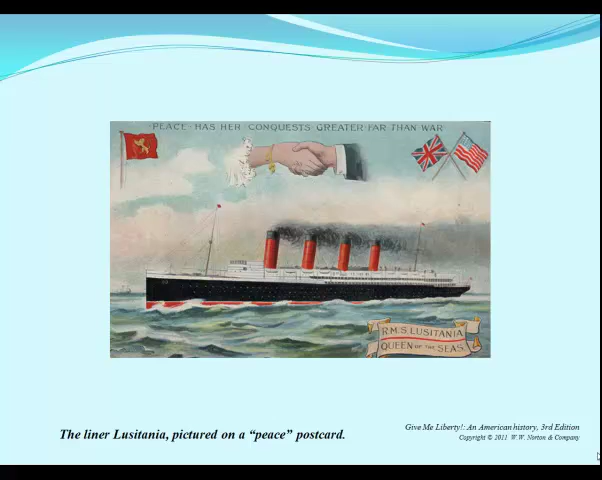 PEACE HAS HER CONQUESTS GREATER FAR THAN WAR
R.M.S. LUSITANIA
QUEEN OF THE SEAS.
The liner Lusitania, pictured on a “peace” postcard.
Give Me Liberty!: An American history, 3rd Edition
Copyright © 2011 W.W. Norton & Company